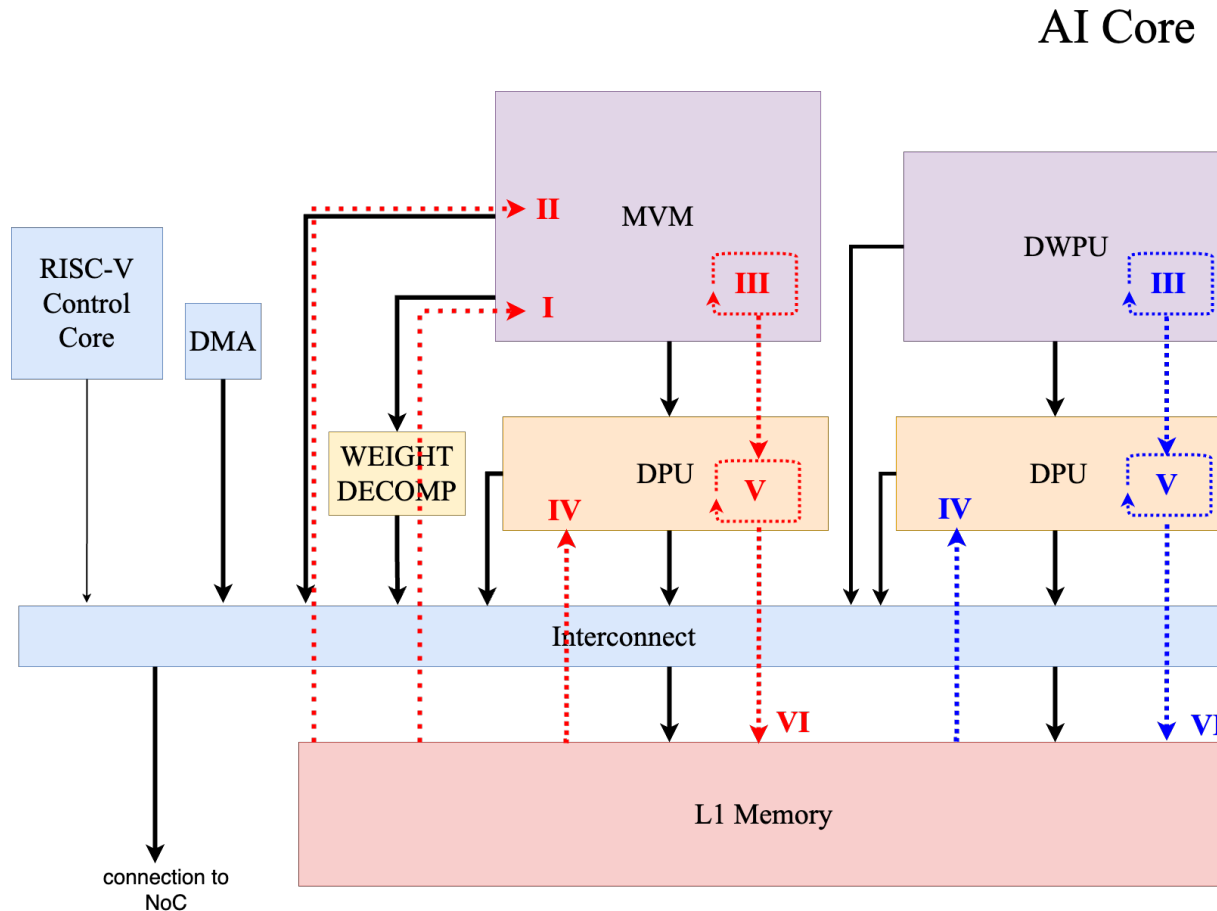 AI Core
II
MVM
I
III
DWPU
III
RISC-V
Control
Core
DMA
WEIGHT
DECOMP
DPU
IV
V
DPU
IV
V
Interconnect
VI
L1 Memory
connection to
NoC